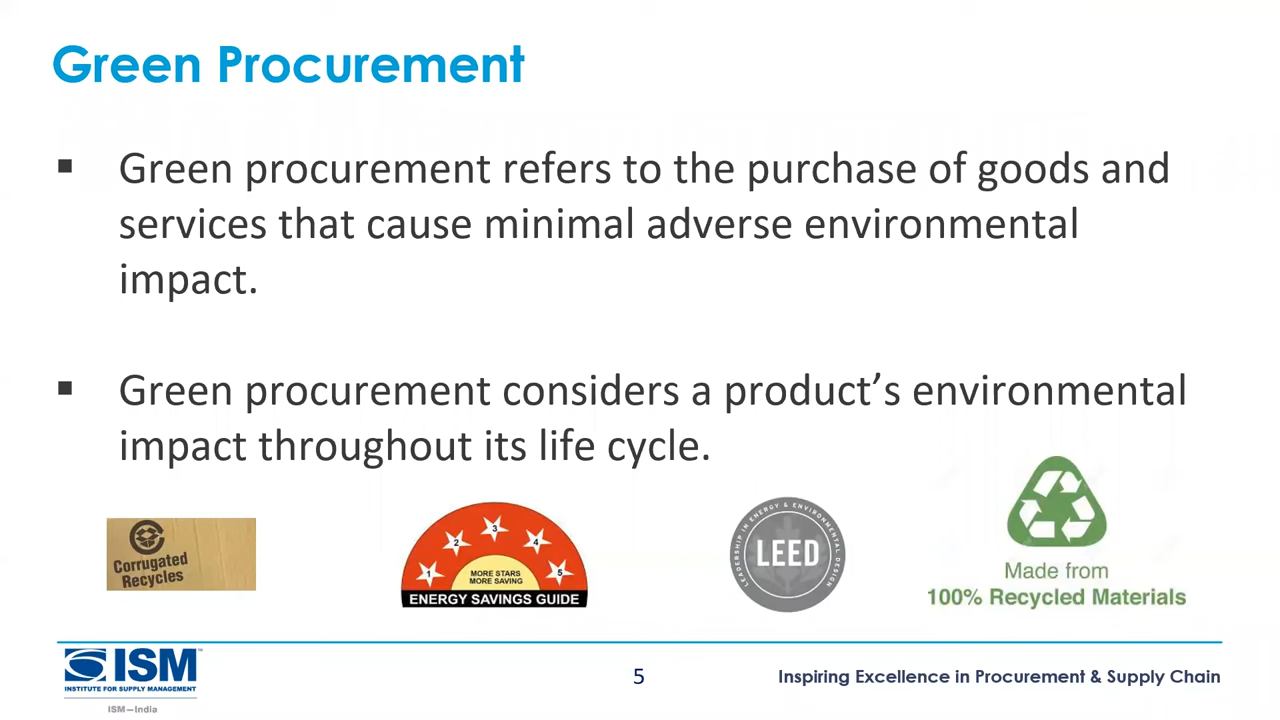 Green Procurement
▪ Green procurement refers to the purchase of goods and
services that cause minimal adverse environmental
impact.
▪ Green procurement considers a product’s environmental
impact throughout its life cycle.
Corrugated
Recycles
1 2 3 4 5
MORE STARS
MORE SAVING
ENERGY SAVINGS GUIDE
LEADERSHIP IN ENERGY & ENVIRONMENTAL DESIGN
LEED
Made from
100% Recycled Materials
ISM™
INSTITUTE FOR SUPPLY MANAGEMENT
ISM—India
5
Inspiring Excellence in Procurement & Supply Chain